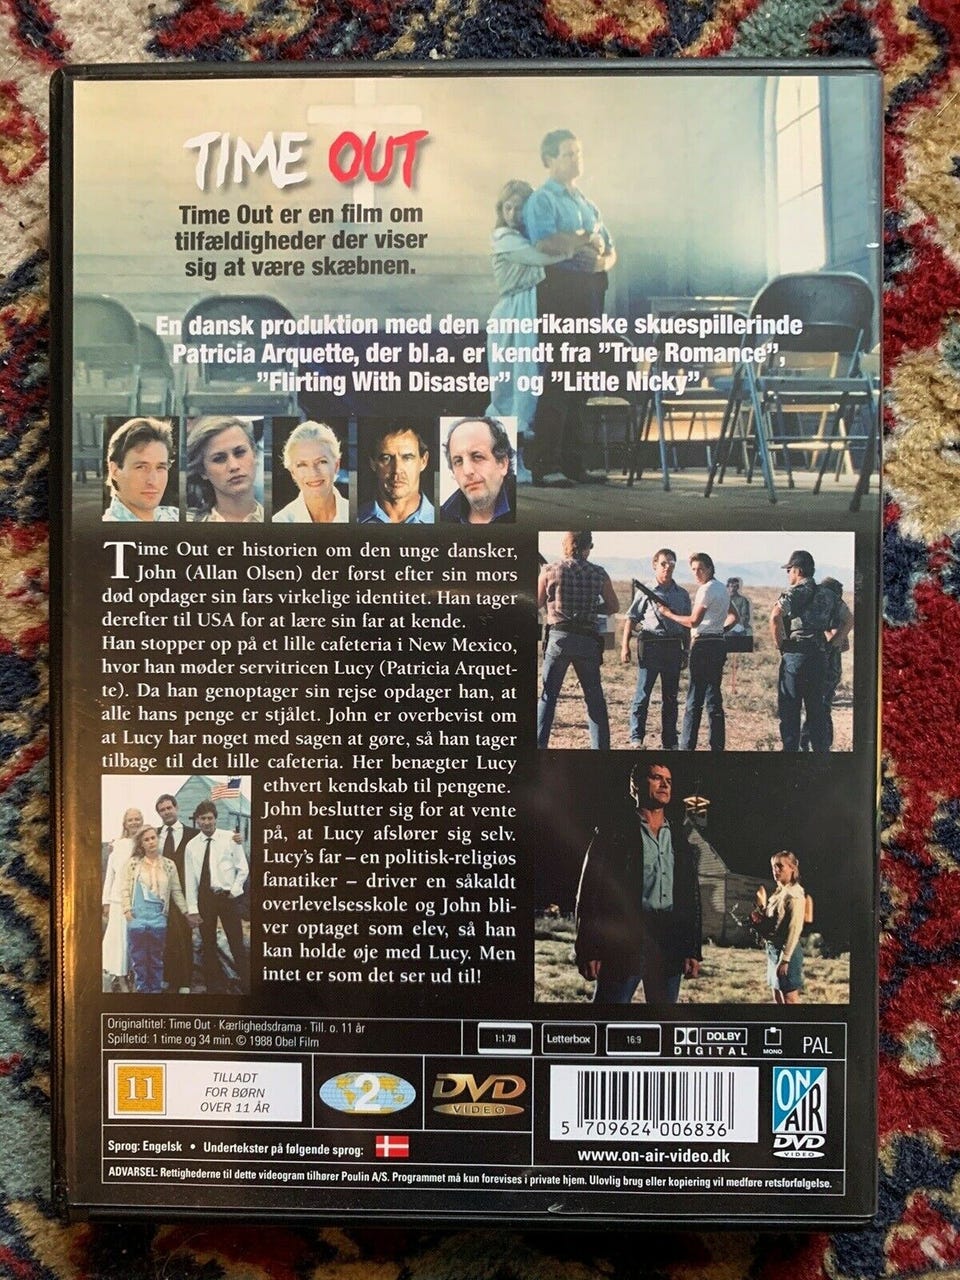 TIME OUT
Time Out er en film om
tilfældigheder der viser
sig at være skæbnen.
En dansk produktion med den amerikanske skuespillerinde
Patricia Arquette, der bl.a. er kendt fra ”True Romance”,
”Flirting With Disaster” og ”Little Nicky”
Time Out er historien om den unge dansker,
John (Allan Olsen) der først efter sin mors
død opdager sin fars virkelige identitet. Han tager
derefter til USA for at lære sin far at kende.
Han stopper op på et lille cafeteria i New Mexico,
hvor han møder servitricen Lucy (Patricia Arquet-
te). Da han genoptager sin rejse opdager han, at
alle hans penge er stjålet. John er overbevist om
at Lucy har noget med sagen at gøre, så han tager
tilbage til det lille cafeteria. Her benægter Lucy
ethvert kendskab til pengene.
John beslutter sig for at vente
på, at Lucy afslører sig selv.
Lucy's far – en politisk-religiøs
fanatiker – driver en såkaldt
overlevelsesskole og John bli-
ver optaget som elev, så han
kan holde øje med Lucy. Men
intet er som det ser ud til!
Originaltitel: Time Out · Kærlighedsdrama · Till. o. 11 år
Spilletid: 1 time og 34 min. © 1988 Obel Film
1:1.78
Letterbox
16:9
DOLBY
DIGITAL
MONO
PAL
11
TILLADT
FOR BØRN
OVER 11 ÅR
2
DVD
VIDEO
5 709624 006836
www.on-air-video.dk
ON
AIR
DVD
VIDEO
Sprog: Engelsk • Undertekster på følgende sprog:
ADVARSEL: Rettighederne til dette videogram tilhører Poulin A/S. Programmet må kun forevises i private hjem. Ulovlig brug eller kopiering vil medføre retsforfølgelse.